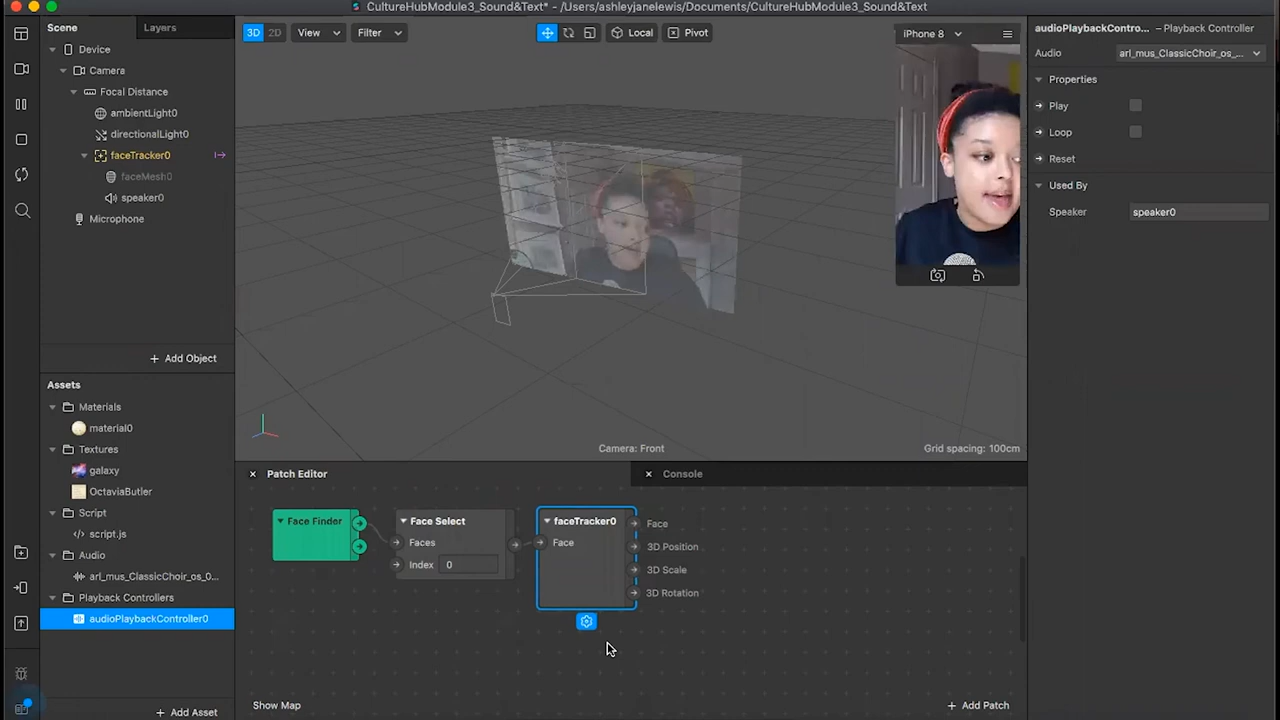 CultureHubModule3_Sound&Text* - /Users/ashleyjanelewis/Documents/CultureHubModule3_Sound&Text
Scene
Layers
Device
Camera
Focal Distance
ambientLight0
directionalLight0
faceTracker0
faceMesh0
speaker0
Microphone
+ Add Object
Assets
Materials
material0
Textures
galaxy
OctaviaButler
Script
script.js
Audio
arl_mus_ClassicChoir_os_0...
Playback Controllers
audioPlaybackController0
+ Add Asset
3D 2D View Filter Local Pivot
iPhone 8
Camera: Front
Grid spacing: 100cm
× Patch Editor
× Console
Face Finder
Face Select
Faces
Index 0
faceTracker0
Face
Face
3D Position
3D Scale
3D Rotation
Show Map
+ Add Patch
audioPlaybackContro... – Playback Controller
Audio arl_mus_ClassicChoir_os_...
Properties
Play
Loop
Reset
Used By
Speaker speaker0